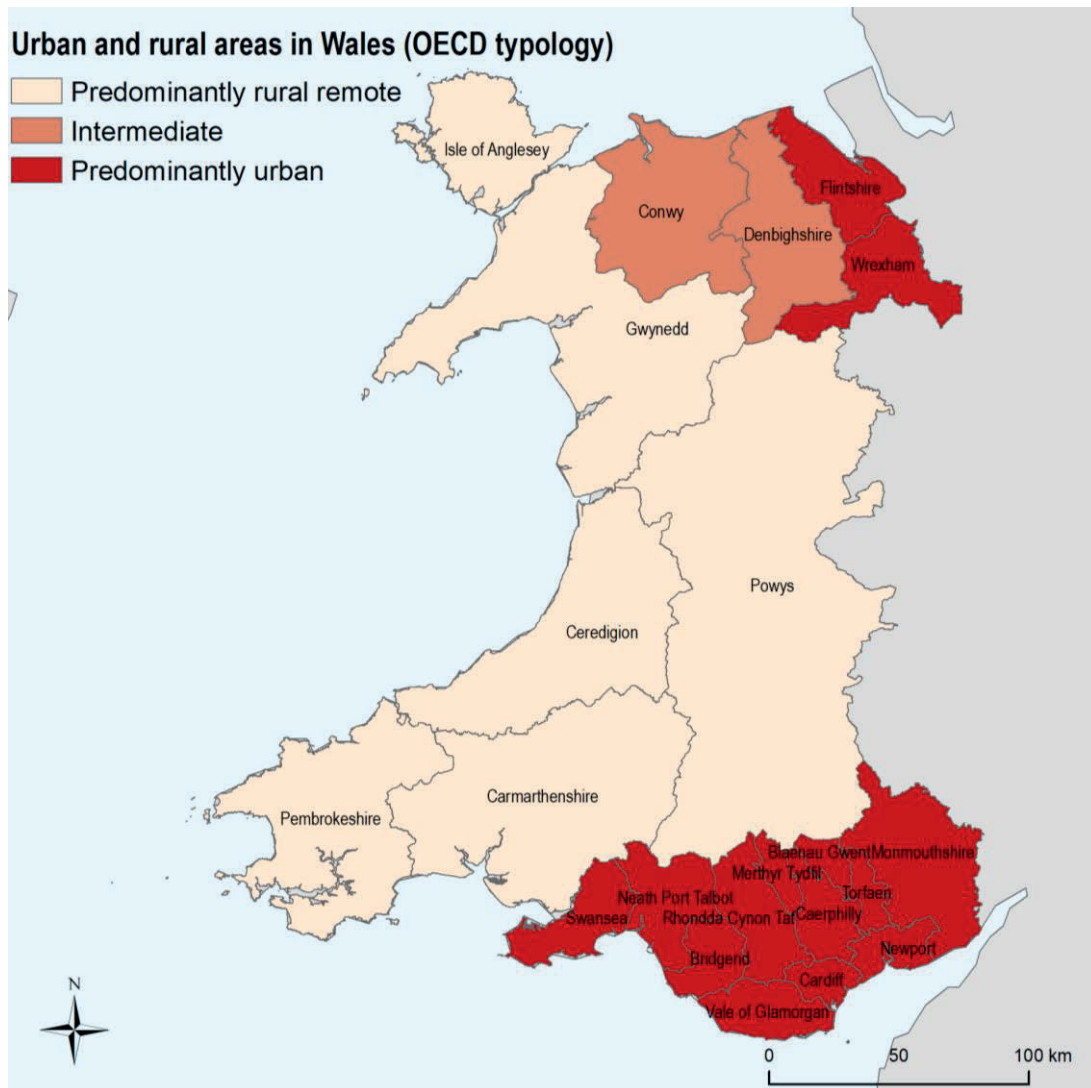 Urban and rural areas in Wales (OECD typology)
Predominantly rural remote
Intermediate
Predominantly urban
Isle of Anglesey
Flintshire
Conwy
Denbighshire
Wrexham
Gwynedd
Powys
Ceredigion
Carmarthenshire
Pembrokeshire
Blaenau Gwent
Monmouthshire
Merthyr Tydfil
Neath Port Talbot
Torfaen
Swansea
Rhondda Cynon Taf
Caerphilly
Newport
Bridgend
Cardiff
Vale of Glamorgan
N
0 50 100 km